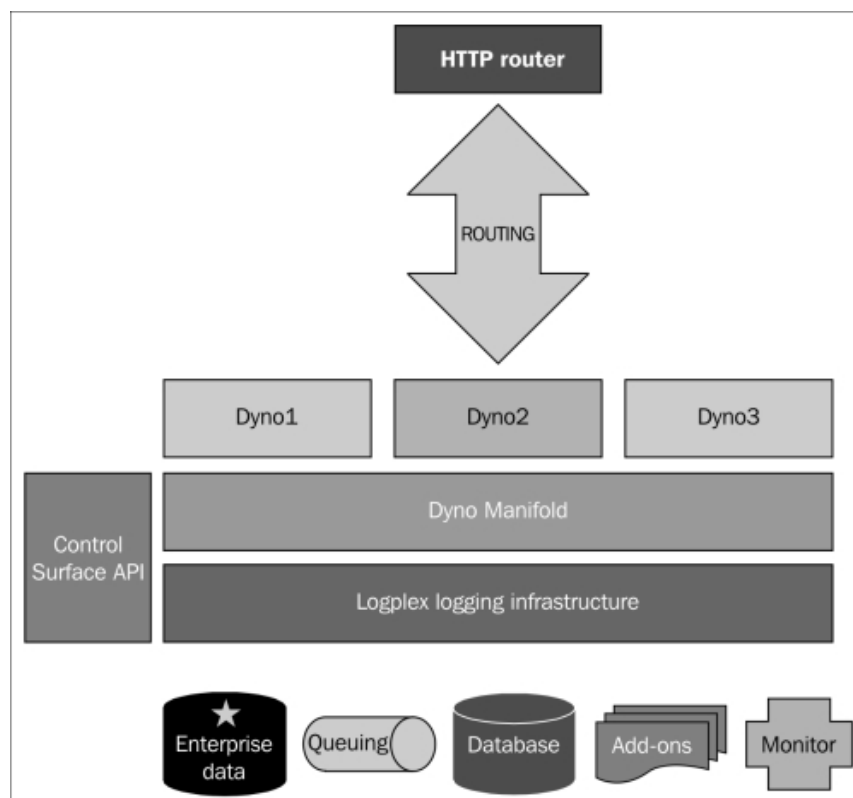 HTTP router
ROUTING
Dyno1
Dyno2
Dyno3
Control
Surface API
Dyno Manifold
Logplex logging infrastructure
Enterprise
data
Queuing
Database
Add-ons
Monitor